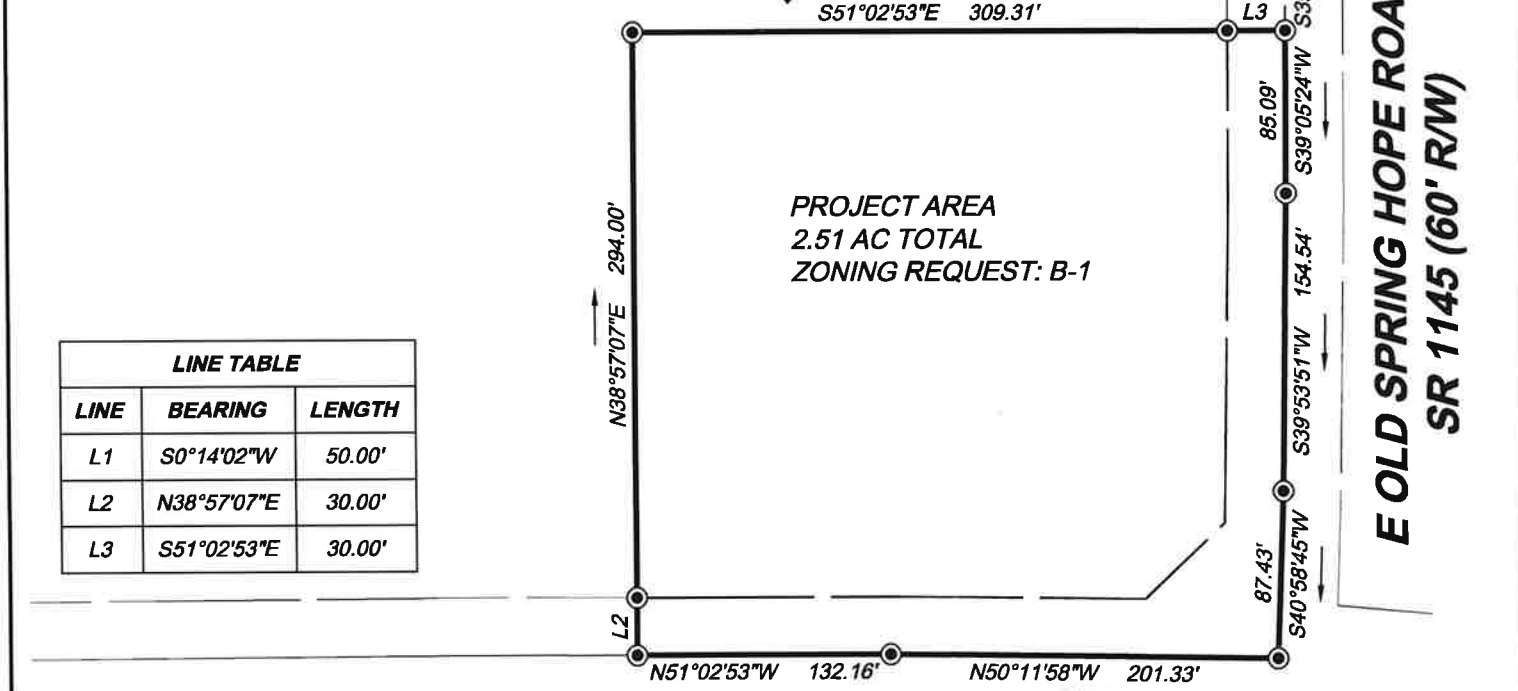 S51°02'53"E 309.31'
L3
S39°05'24"W
85.09'
PROJECT AREA
2.51 AC TOTAL
ZONING REQUEST: B-1
N38°57'07"E 294.00'
154.54'
S39°53'51"W
E OLD SPRING HOPE
SR 1145 (60' R/W)
LINE TABLE
LINE BEARING LENGTH
L1 S0°14'02"W 50.00'
L2 N38°57'07"E 30.00'
L3 S51°02'53"E 30.00'
87.43'
S40°58'45"W
L2
N51°02'53"W 132.16'
N50°11'58"W 201.33'